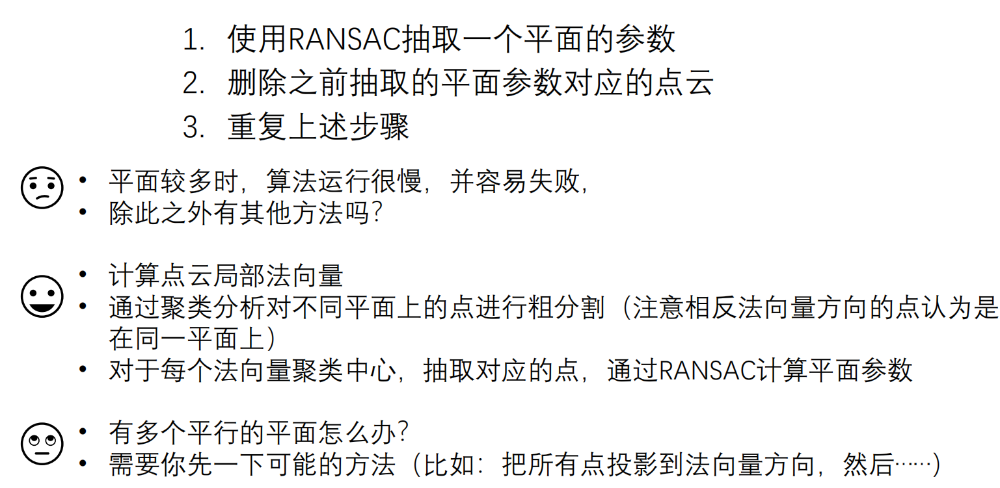 1. 使用RANSAC抽取一个平面的参数
2. 删除之前抽取的平面参数对应的点云
3. 重复上述步骤
• 平面较多时，算法运行很慢，并容易失败，
• 除此之外有其他方法吗？
• 计算点云局部法向量
• 通过聚类分析对不同平面上的点进行粗分割（注意相反法向量方向的点认为是
在同一平面上）
• 对于每个法向量聚类中心，抽取对应的点，通过RANSAC计算平面参数
• 有多个平行的平面怎么办？
• 需要你先一下可能的方法（比如：把所有点投影到法向量方向，然后……）